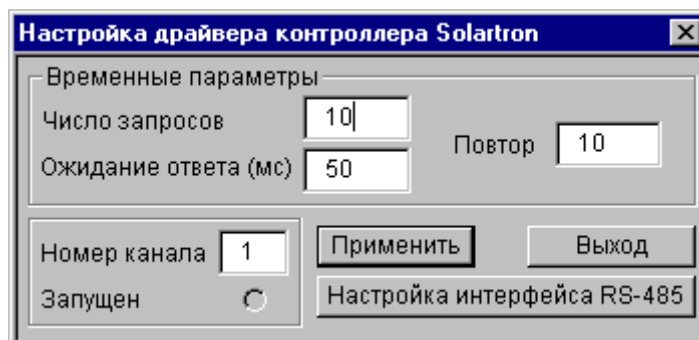 Настройка драйвера контроллера Solartron
Временные параметры
Число запросов 10
Повтор 10
Ожидание ответа (мс) 50
Номер канала 1
Применить Выход
Запущен
Настройка интерфейса RS-485